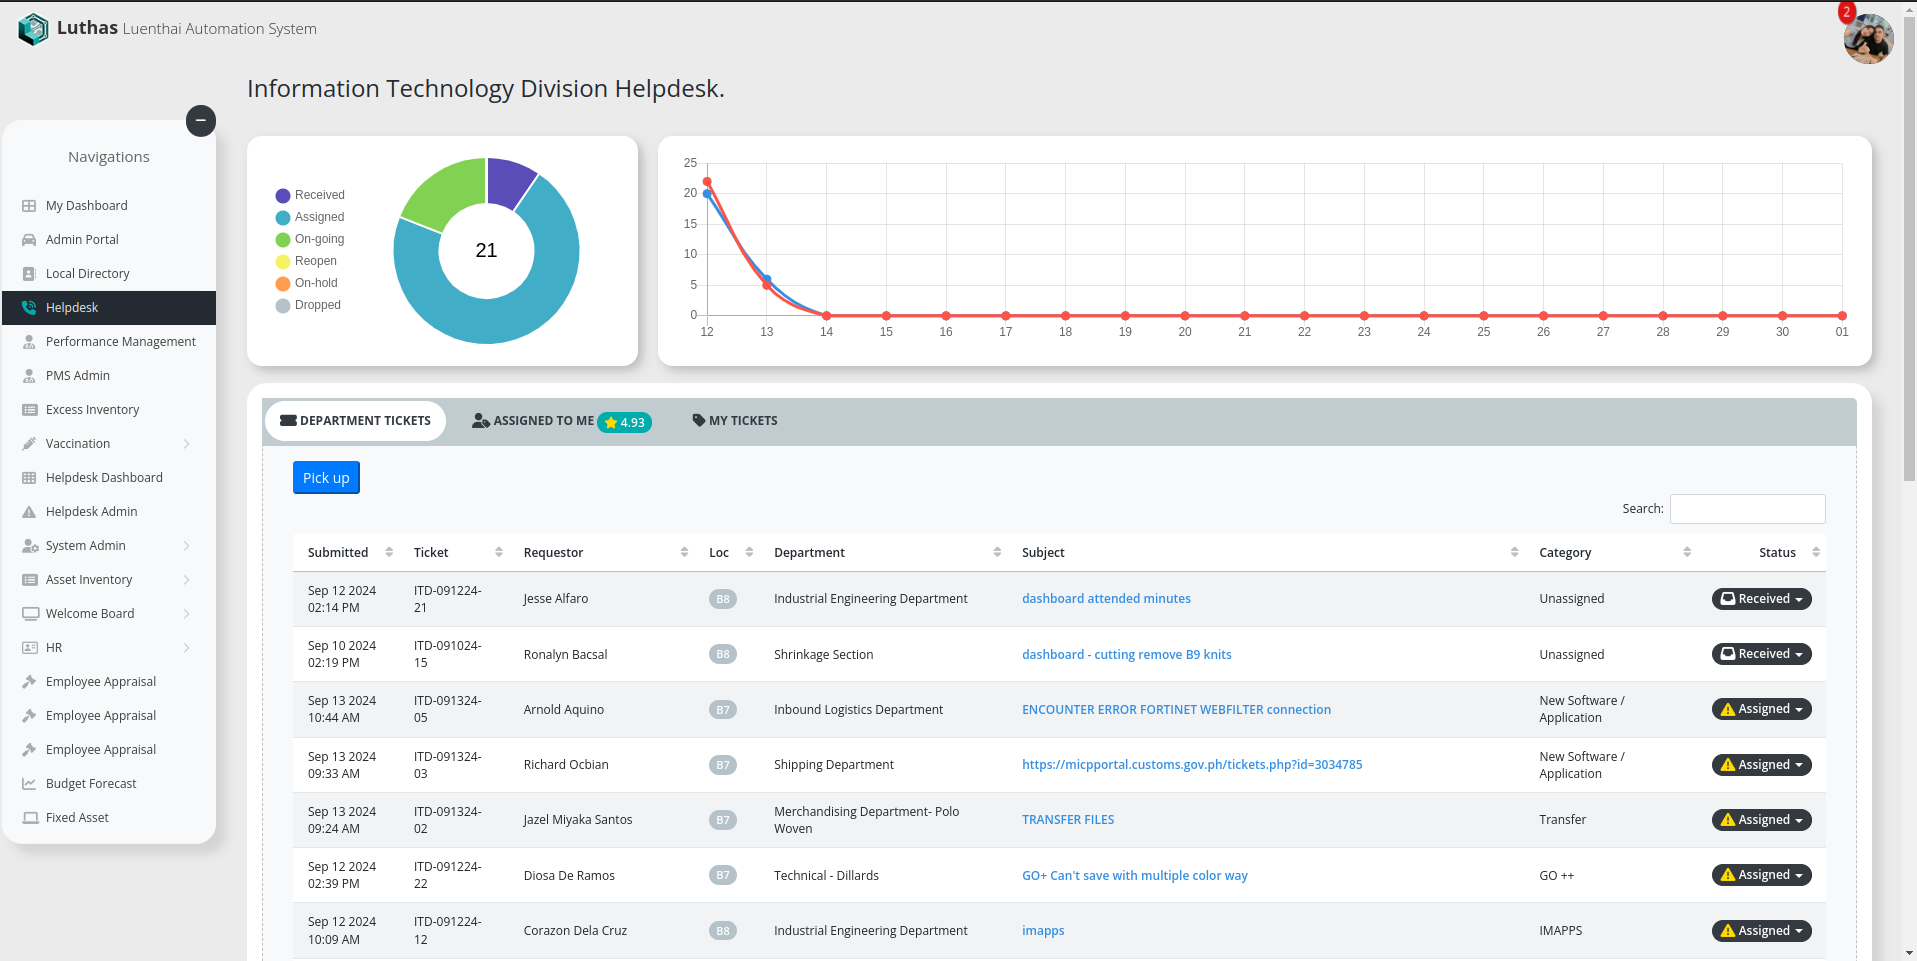 Luthas Luenthai Automation System
2
Information Technology Division Helpdesk.
Navigations
My Dashboard
Admin Portal
Local Directory
Helpdesk
Performance Management
PMS Admin
Excess Inventory
Vaccination
Helpdesk Dashboard
Helpdesk Admin
System Admin
Asset Inventory
Welcome Board
HR
Employee Appraisal
Employee Appraisal
Employee Appraisal
Budget Forecast
Fixed Asset
Received
Assigned
On-going
Reopen
On-hold
Dropped
21
25
20
15
10
5
0
12 13 14 15 16 17 18 19 20 21 22 23 24 25 26 27 28 29 30 01
DEPARTMENT TICKETS ASSIGNED TO ME 4.93 MY TICKETS
Pick up
Search:
Submitted Ticket Requestor Loc Department Subject Category Status
Sep 12 2024 02:14 PM ITD-091224-21 Jesse Alfaro B8 Industrial Engineering Department dashboard attended minutes Unassigned Received
Sep 10 2024 02:19 PM ITD-091024-15 Ronalyn Bacsal B8 Shrinkage Section dashboard - cutting remove B9 knits Unassigned Received
Sep 13 2024 10:44 AM ITD-091324-05 Arnold Aquino B7 Inbound Logistics Department ENCOUNTER ERROR FORTINET WEBFILTER connection New Software / Application Assigned
Sep 13 2024 09:33 AM ITD-091324-03 Richard Ocbian B7 Shipping Department https://micpportal.customs.gov.ph/tickets.php?id=3034785 New Software / Application Assigned
Sep 13 2024 09:24 AM ITD-091324-02 Jazel Miyaka Santos B7 Merchandising Department- Polo Woven TRANSFER FILES Transfer Assigned
Sep 12 2024 02:39 PM ITD-091224-22 Diosa De Ramos B7 Technical - Dillards GO+ Can't save with multiple color way GO ++ Assigned
Sep 12 2024 10:09 AM ITD-091224-12 Corazon Dela Cruz B8 Industrial Engineering Department imapps IMAPPS Assigned